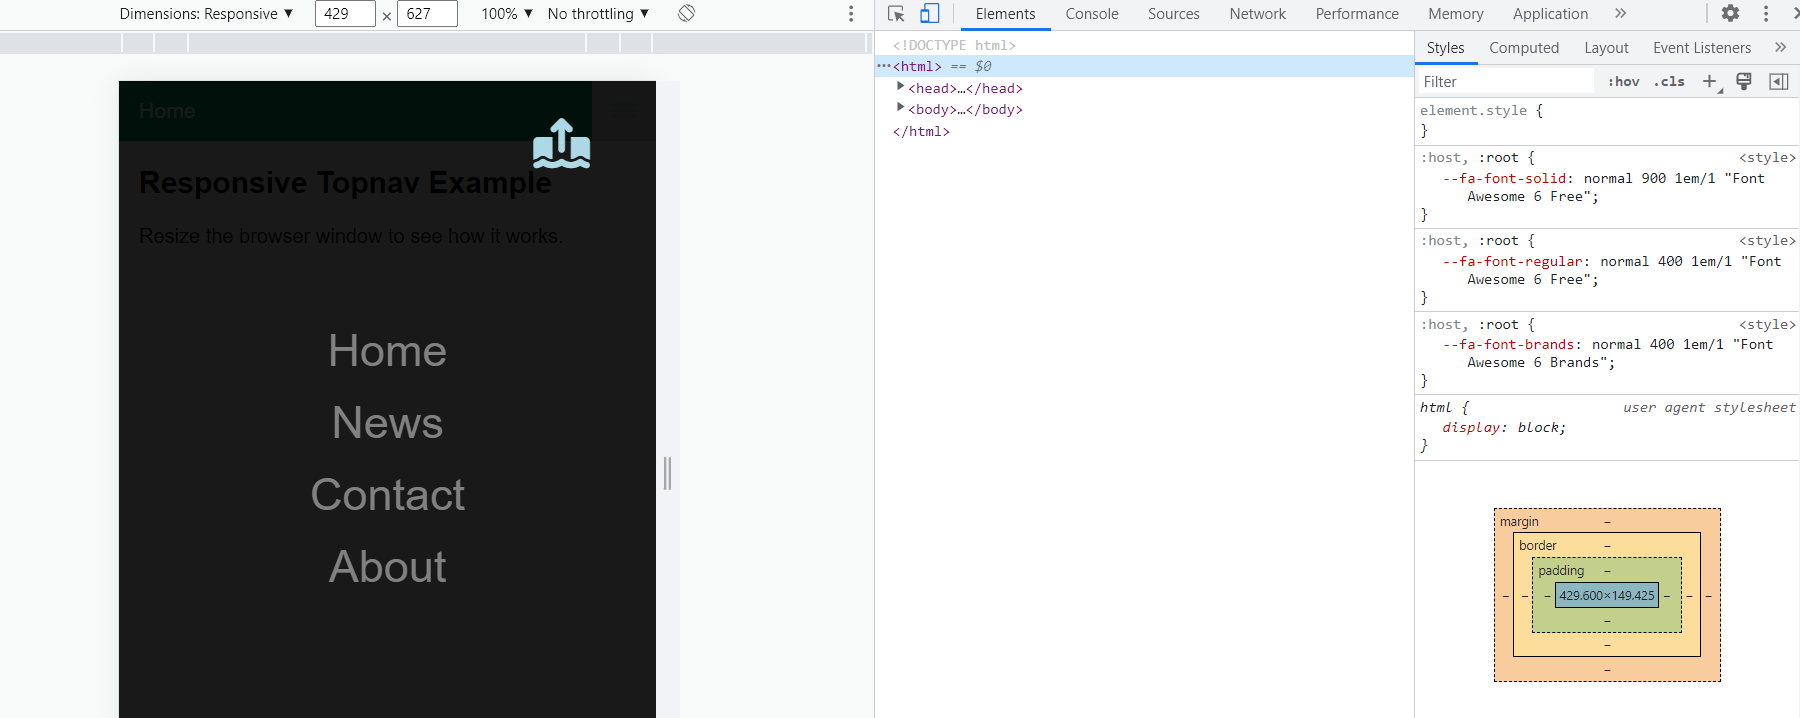 Dimensions: Responsive ▼ 429 × 627 100% ▼ No throttling ▼
Elements Console Sources Network Performance Memory Application »
Home
Responsive Topnav Example
Resize the browser window to see how it works.
Home
News
Contact
About
<!DOCTYPE html>
···<html> == $0
▶<head>…</head>
▶<body>…</body>
</html>
Styles Computed Layout Event Listeners »
Filter :hov .cls +
element.style {
}
:host, :root { <style>
--fa-font-solid: normal 900 1em/1 "Font
Awesome 6 Free";
}
:host, :root { <style>
--fa-font-regular: normal 400 1em/1 "Font
Awesome 6 Free";
}
:host, :root { <style>
--fa-font-brands: normal 400 1em/1 "Font
Awesome 6 Brands";
}
html { user agent stylesheet
display: block;
}
margin –
border –
padding –
– – – 429.600×149.425 – – –
–
–
–